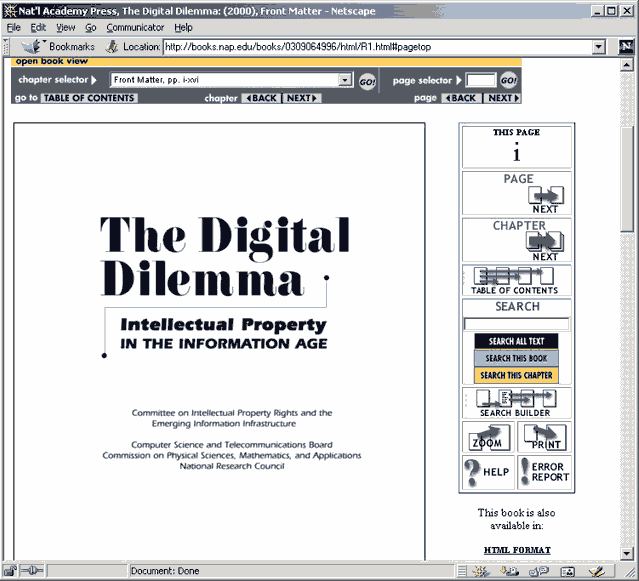 Nat'l Academy Press, The Digital Dilemma: (2000), Front Matter - Netscape
File Edit View Go Communicator Help
Bookmarks Location: http://books.nap.edu/books/0309064996/html/R1.html#pagetop
N
open book view
chapter selector Front Matter, pp. i-xvi GO! page selector GO!
go to TABLE OF CONTENTS chapter BACK NEXT page BACK NEXT
The Digital
Dilemma
Intellectual Property
IN THE INFORMATION AGE
Committee on Intellectual Property Rights and the
Emerging Information Infrastructure
Computer Science and Telecommunications Board
Commission on Physical Sciences, Mathematics, and Applications
National Research Council
THIS PAGE
i
PAGE
NEXT
CHAPTER
NEXT
TABLE OF CONTENTS
SEARCH
SEARCH ALL TEXT
SEARCH THIS BOOK
SEARCH THIS CHAPTER
SEARCH BUILDER
ZOOM PRINT
? HELP ! ERROR
REPORT
This book is also
available in:
HTML FORMAT
Document: Done